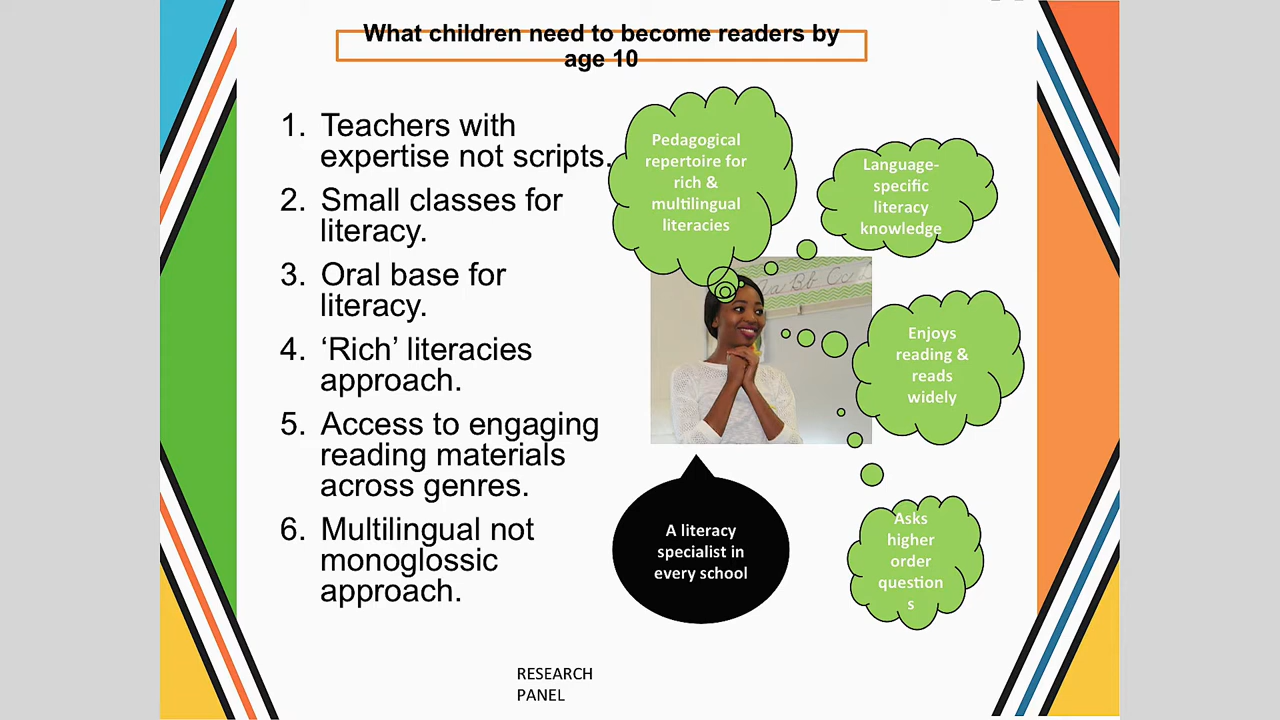 What children need to become readers by
age 10
1. Teachers with
expertise not scripts.
2. Small classes for
literacy.
3. Oral base for
literacy.
4. ‘Rich’ literacies
approach.
5. Access to engaging
reading materials
across genres.
6. Multilingual not
monoglossic
approach.
Pedagogical
repertoire for
rich &
multilingual
literacies
Language-
specific
literacy
knowledge
Bb Cc
Enjoys
reading &
reads
widely
A literacy
specialist in
every school
Asks
higher
order
question
s
RESEARCH
PANEL